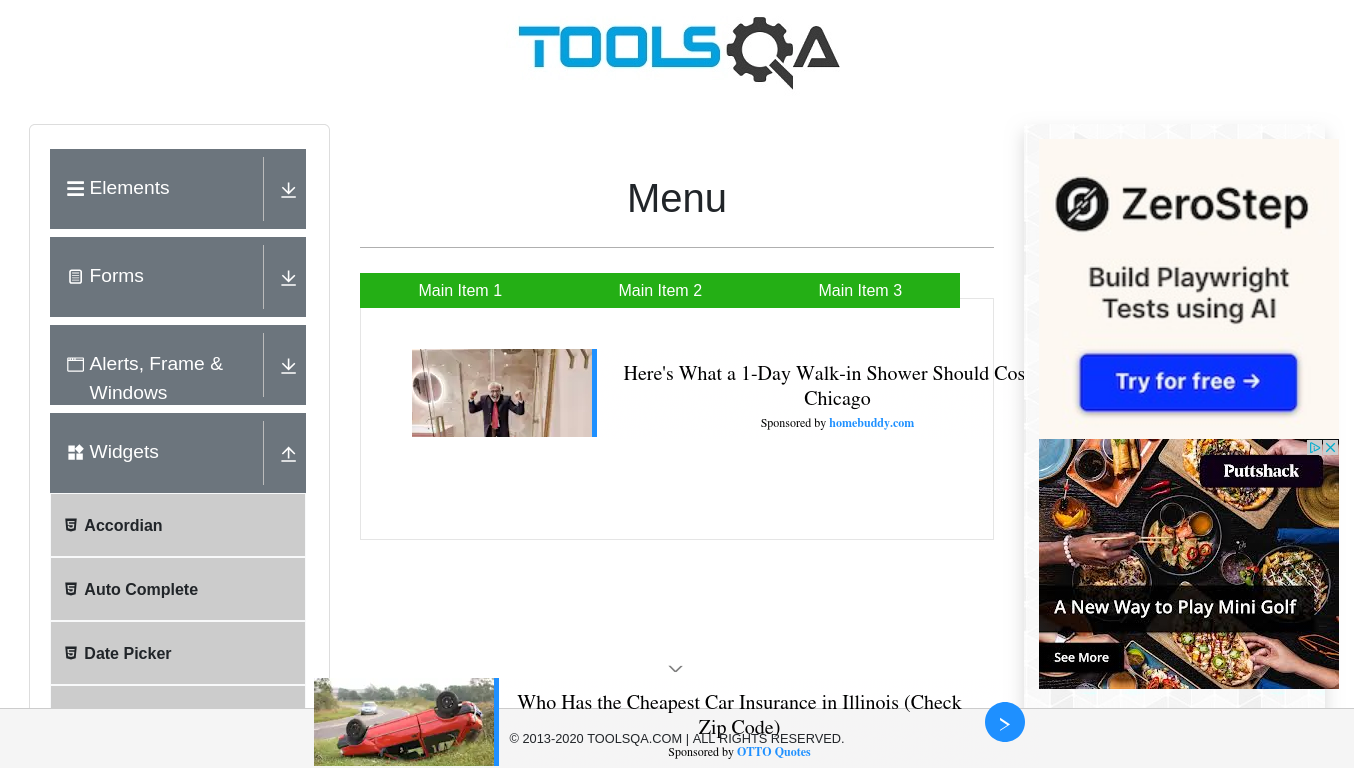 TOOLSQA
Elements
Forms
Alerts, Frame &
Windows
Widgets
Accordian
Auto Complete
Date Picker
Menu
Main Item 1 Main Item 2 Main Item 3
Here's What a 1-Day Walk-in Shower Should Cos
Chicago
Sponsored by homebuddy.com
ZeroStep
Build Playwright
Tests using AI
Try for free →
Puttshack
A New Way to Play Mini Golf
See More
Who Has the Cheapest Car Insurance in Illinois (Check
Zip Code)
© 2013-2020 TOOLSQA.COM | ALL RIGHTS RESERVED.
Sponsored by OTTO Quotes